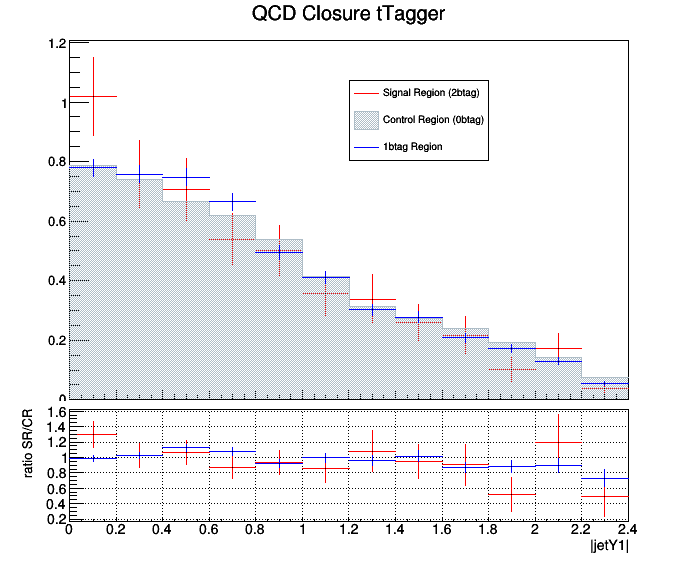 QCD Closure tTagger
1.2
1
0.8
0.6
0.4
0.2
0
Signal Region (2btag)
Control Region (0btag)
1btag Region
ratio SR/CR
1.6
1.4
1.2
1
0.8
0.6
0.4
0.2
0 0.2 0.4 0.6 0.8 1 1.2 1.4 1.6 1.8 2 2.2 2.4
|jetY1|